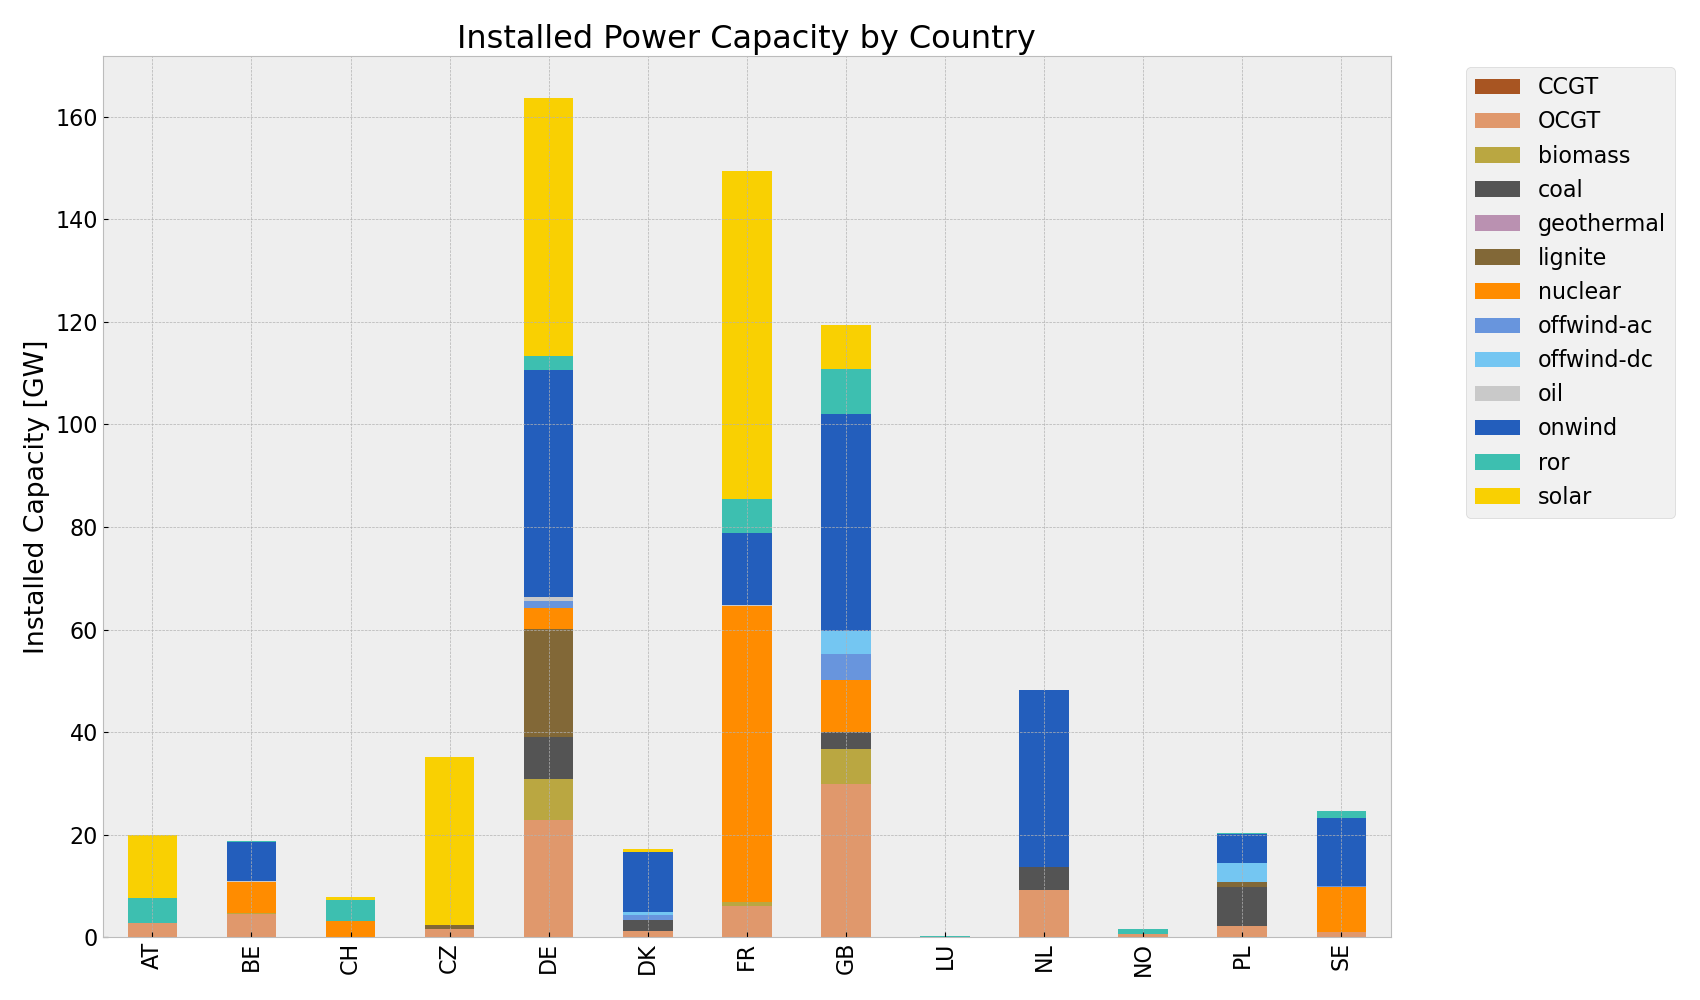 Installed Power Capacity by Country
Installed Capacity [GW]
160
140
120
100
80
60
40
20
0
AT
BE
CH
CZ
DE
DK
FR
GB
LU
NL
NO
PL
SE
CCGT
OCGT
biomass
coal
geothermal
lignite
nuclear
offwind-ac
offwind-dc
oil
onwind
ror
solar